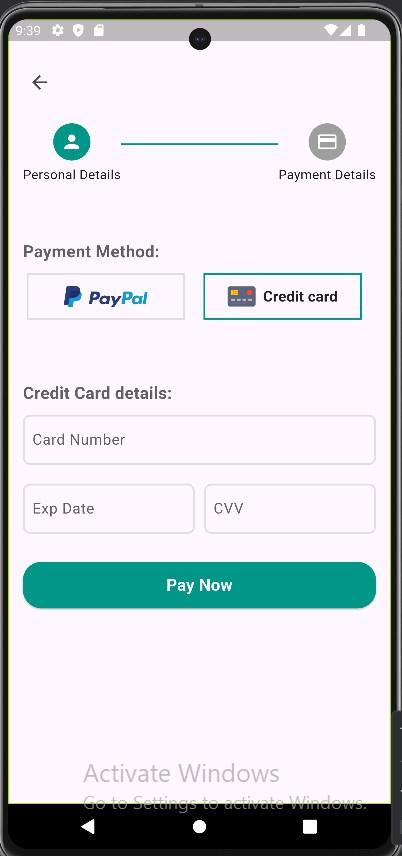 9:39
Personal Details
Payment Details
Payment Method:
PayPal
Credit card
Credit Card details:
Card Number
Exp Date
CVV
Pay Now
Activate Windows
Go to Settings to activate Windows.